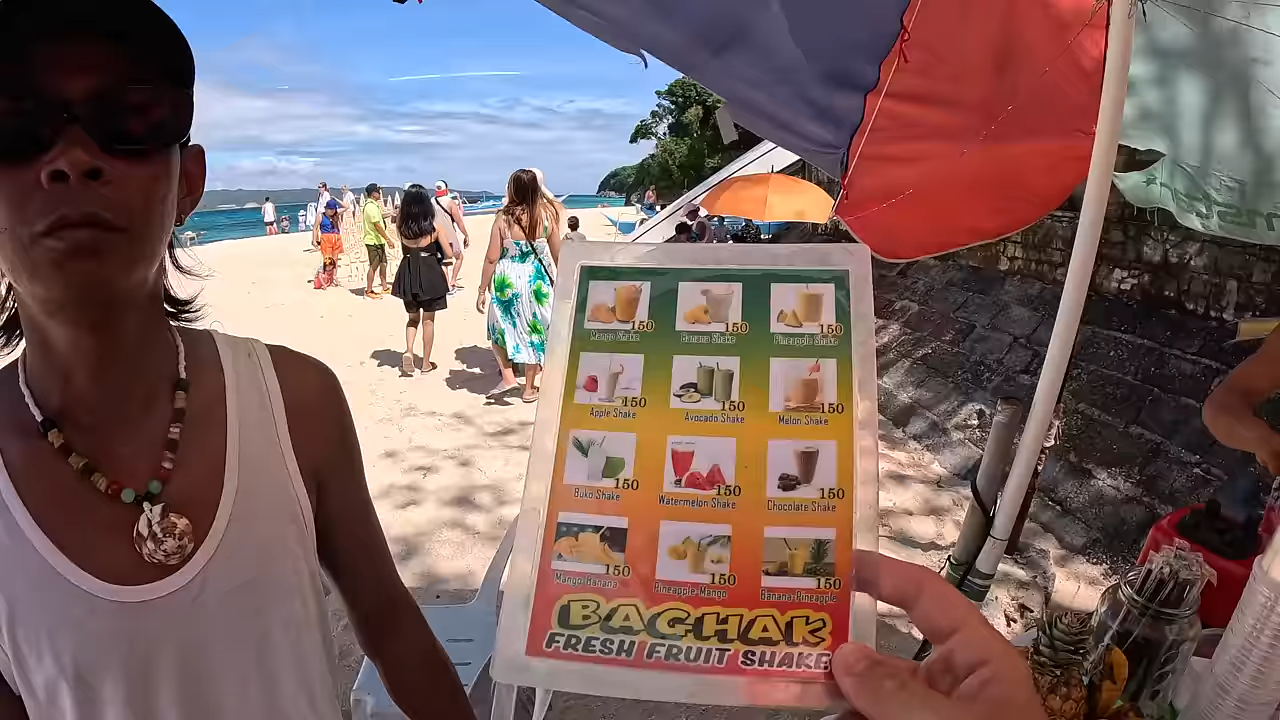 150 150 150
Mango Shake Banana Shake Pineapple Shake
150 150 150
Apple Shake Avocado Shake Melon Shake
150 150 150
Buko Shake Watermelon Shake Chocolate Shake
150 150 150
Mango-Banana Pineapple-Mango Banana-Pineapple
BAGHAK
FRESH FRUIT SHAKE